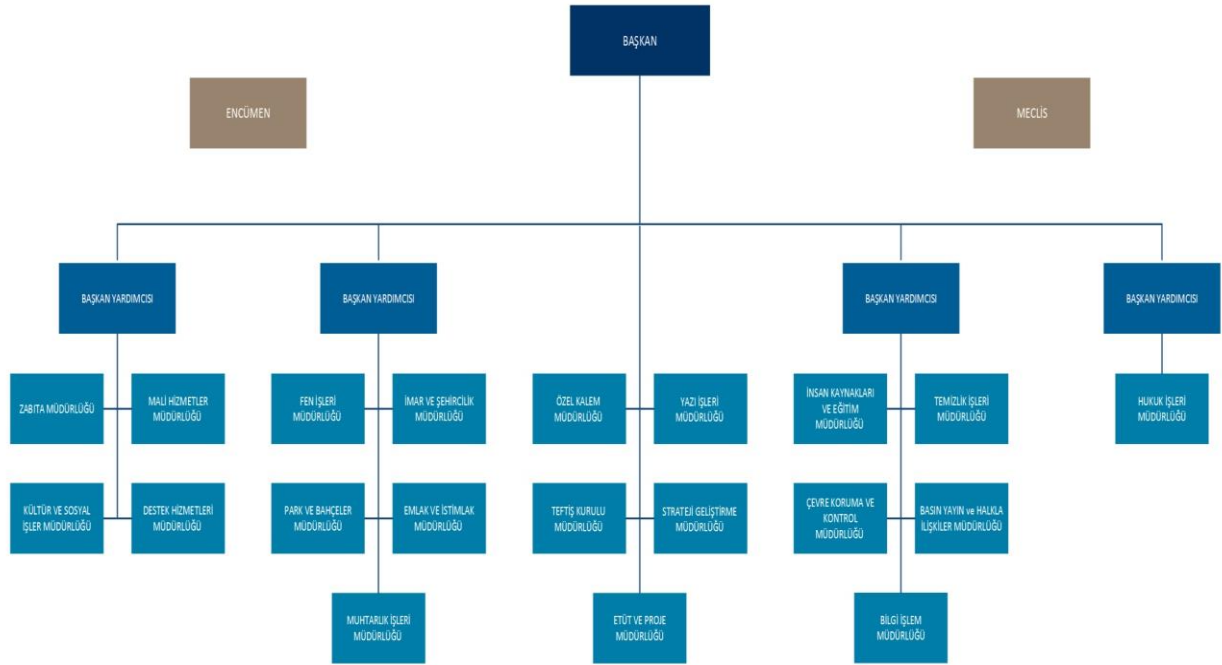 BAŞKAN
ENCÜMEN
MECLİS
BAŞKAN YARDIMCISI
BAŞKAN YARDIMCISI
BAŞKAN YARDIMCISI
BAŞKAN YARDIMCISI
ZABITA MÜDÜRLÜĞÜ
MALİ HİZMETLER
MÜDÜRLÜĞÜ
FEN İŞLERİ
MÜDÜRLÜĞÜ
İMAR VE ŞEHİRCİLİK
MÜDÜRLÜĞÜ
ÖZEL KALEM
MÜDÜRLÜĞÜ
YAZI İŞLERİ
MÜDÜRLÜĞÜ
İNSAN KAYNAKLARI
VE EĞİTİM
MÜDÜRLÜĞÜ
TEMİZLİK İŞLERİ
MÜDÜRLÜĞÜ
HUKUK İŞLERİ
MÜDÜRLÜĞÜ
KÜLTÜR VE SOSYAL
İŞLER MÜDÜRLÜĞÜ
DESTEK HİZMETLERİ
MÜDÜRLÜĞÜ
PARK VE BAHÇELER
MÜDÜRLÜĞÜ
EMLAK VE İSTİMLAK
MÜDÜRLÜĞÜ
TEFTİŞ KURULU
MÜDÜRLÜĞÜ
STRATEJİ GELİŞTİRME
MÜDÜRLÜĞÜ
ÇEVRE KORUMA VE
KONTROL
MÜDÜRLÜĞÜ
BASIN YAYIN ve HALKLA
İLİŞKİLER MÜDÜRLÜĞÜ
MUHTARLIK İŞLERİ
MÜDÜRLÜĞÜ
ETÜT VE PROJE
MÜDÜRLÜĞÜ
BİLGİ İŞLEM
MÜDÜRLÜĞÜ